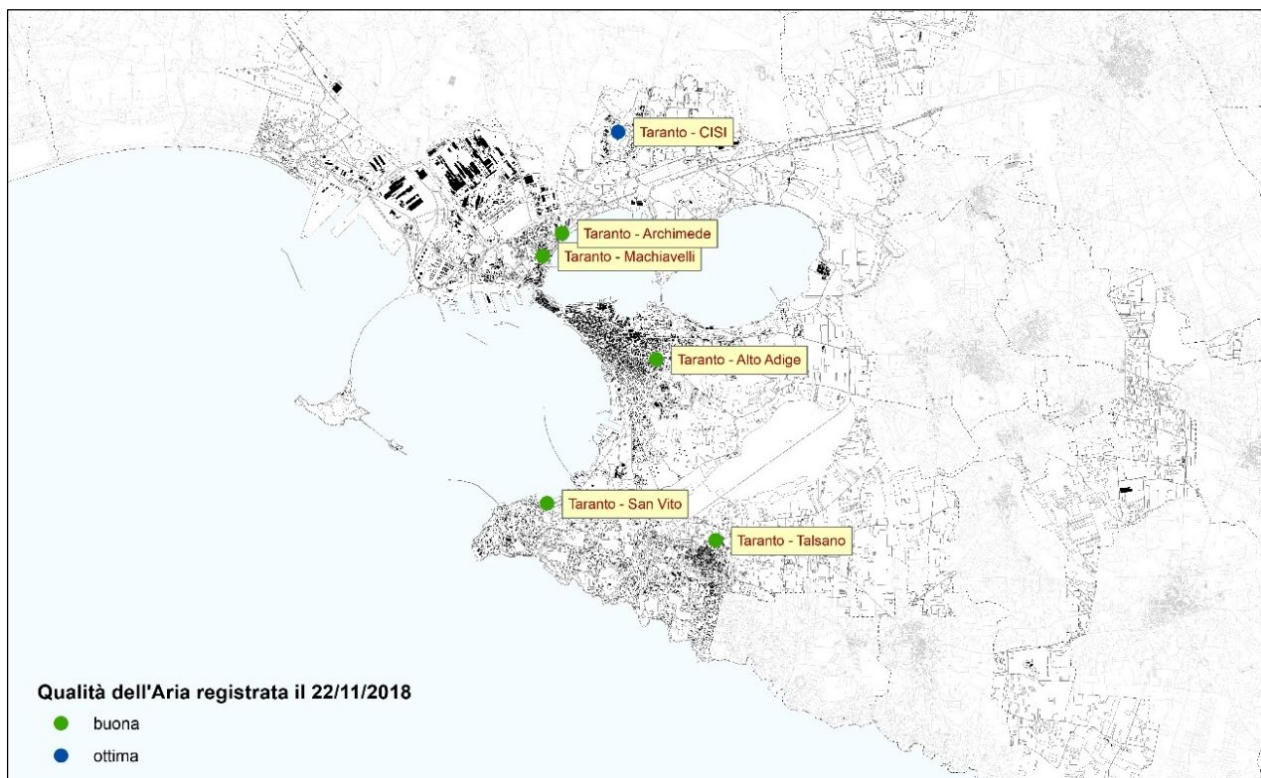 Taranto - CISI
Taranto - Archimede
Taranto - Machiavelli
Taranto - Alto Adige
Taranto - San Vito
Taranto - Talsano
Qualità dell'Aria registrata il 22/11/2018
buona
ottima